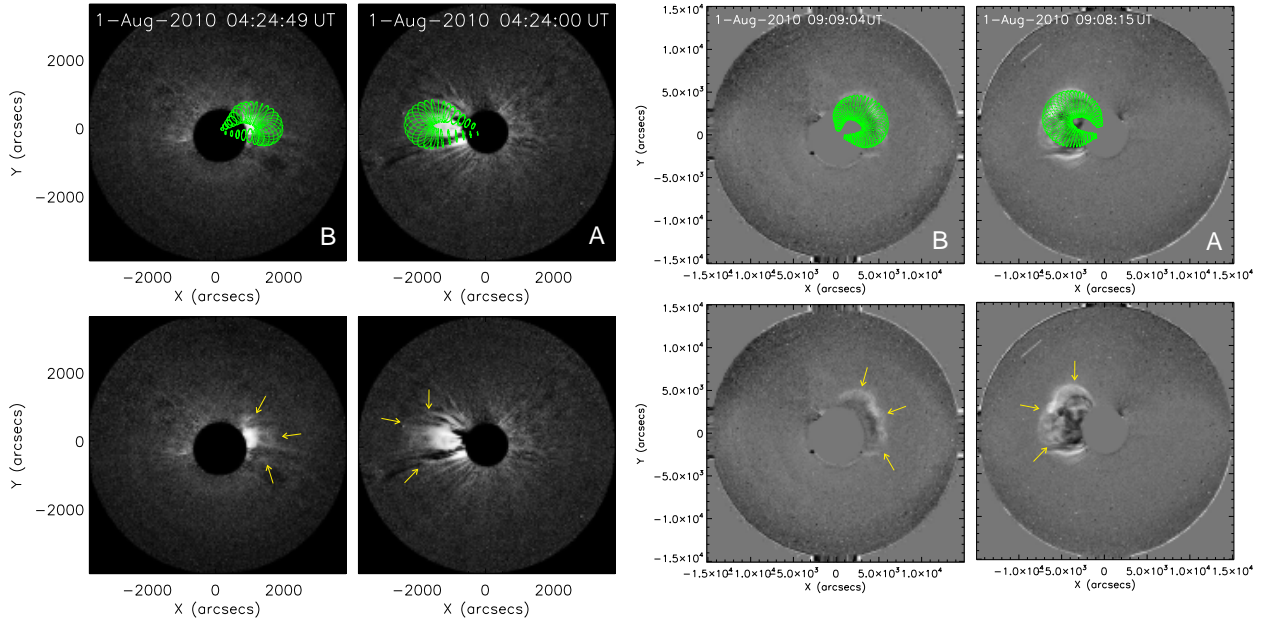 1-Aug-2010 04:24:49 UT
1-Aug-2010 04:24:00 UT
1-Aug-2010 09:09:04 UT
1-Aug-2010 09:08:15 UT
Y (arcsecs)
2000
0
−2000
B
A
−2000 0 2000
X (arcsecs)
−2000 0 2000
X (arcsecs)
Y (arcsecs)
1.5×10⁴
1.0×10⁴
5.0×10³
0
−5.0×10³
−1.0×10⁴
−1.5×10⁴
B
A
−1.5×10⁴ −1.0×10⁴ −5.0×10³ 0 5.0×10³ 1.0×10⁴
X (arcsecs)
−1.0×10⁴ −5.0×10³ 0 5.0×10³ 1.0×10⁴ 1.5×10⁴
X (arcsecs)
Y (arcsecs)
2000
0
−2000
−2000 0 2000
X (arcsecs)
−2000 0 2000
X (arcsecs)
Y (arcsecs)
1.5×10⁴
1.0×10⁴
5.0×10³
0
−5.0×10³
−1.0×10⁴
−1.5×10⁴
−1.5×10⁴ −1.0×10⁴ −5.0×10³ 0 5.0×10³ 1.0×10⁴
X (arcsecs)
−1.0×10⁴ −5.0×10³ 0 5.0×10³ 1.0×10⁴ 1.5×10⁴
X (arcsecs)